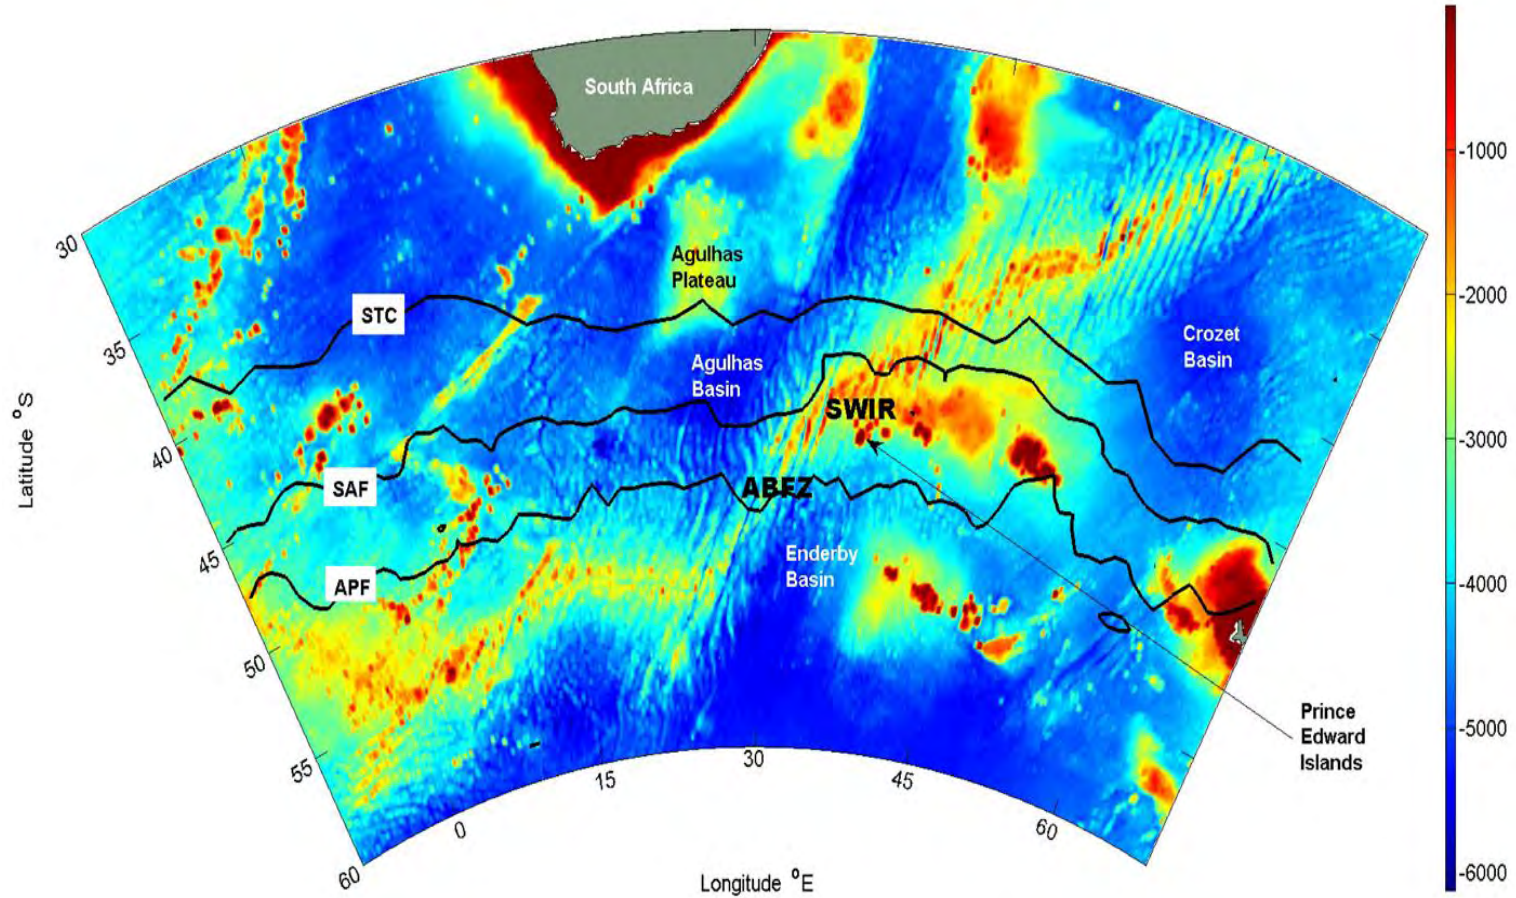 South Africa
-1000
30
Agulhas
Plateau
-2000
STC
35
Crozet
Basin
Agulhas
Basin
SWIR
-3000
Latitude °S
40
SAF
ABFZ
45
Enderby
Basin
APF
-4000
50
Prince
Edward
Islands
-5000
55
15
30
45
0
60
60
-6000
Longitude °E